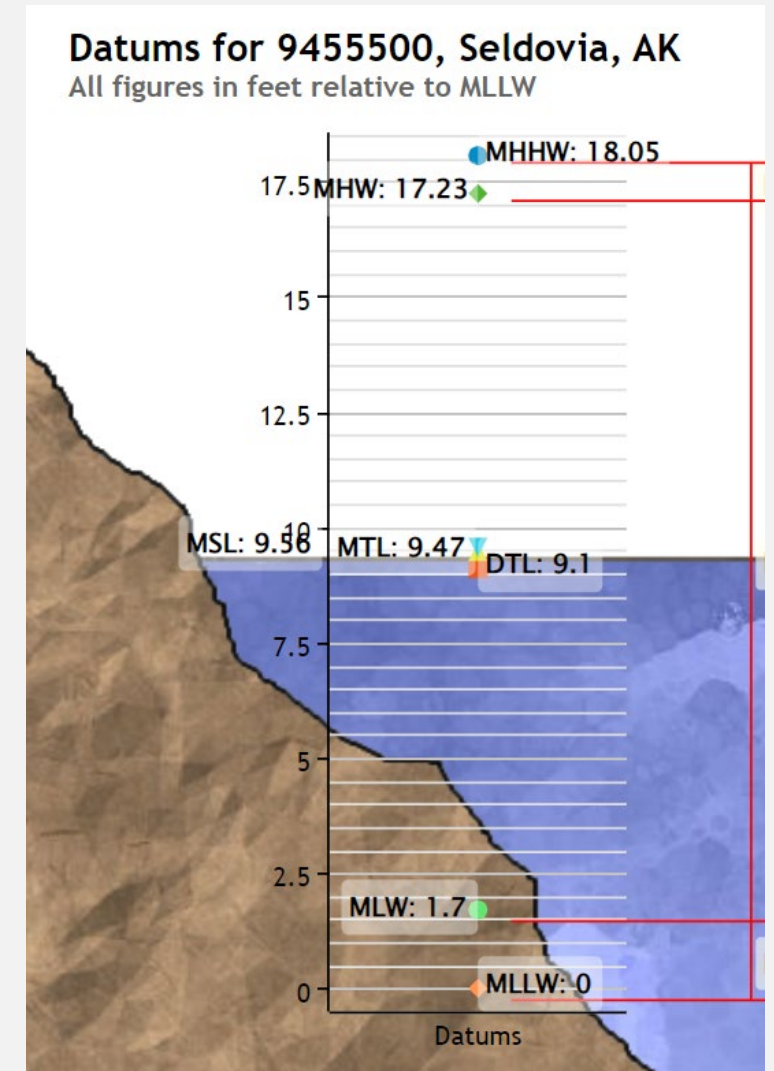 Datums for 9455500, Seldovia, AK
All figures in feet relative to MLLW
MHHW: 18.05
17.5
MHW: 17.23
15
12.5
10
MSL: 9.56
MTL: 9.47
DTL: 9.1
7.5
5
2.5
MLW: 1.7
MLLW: 0
0
Datums